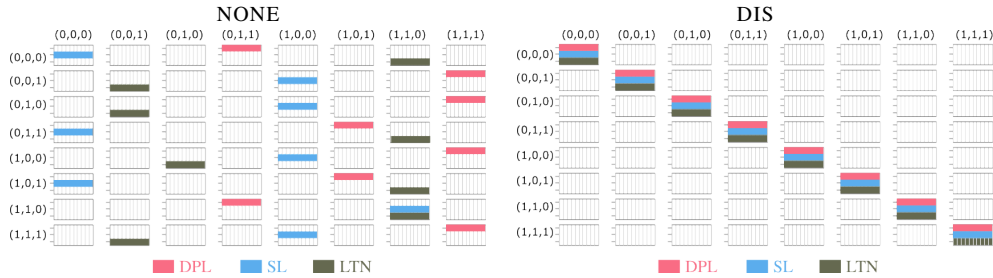 NONE
(0,0,0) (0,0,1) (0,1,0) (0,1,1) (1,0,0) (1,0,1) (1,1,0) (1,1,1)
(0,0,0)
(0,0,1)
(0,1,0)
(0,1,1)
(1,0,0)
(1,0,1)
(1,1,0)
(1,1,1)
DPL SL LTN
DIS
(0,0,0) (0,0,1) (0,1,0) (0,1,1) (1,0,0) (1,0,1) (1,1,0) (1,1,1)
(0,0,0)
(0,0,1)
(0,1,0)
(0,1,1)
(1,0,0)
(1,0,1)
(1,1,0)
(1,1,1)
DPL SL LTN